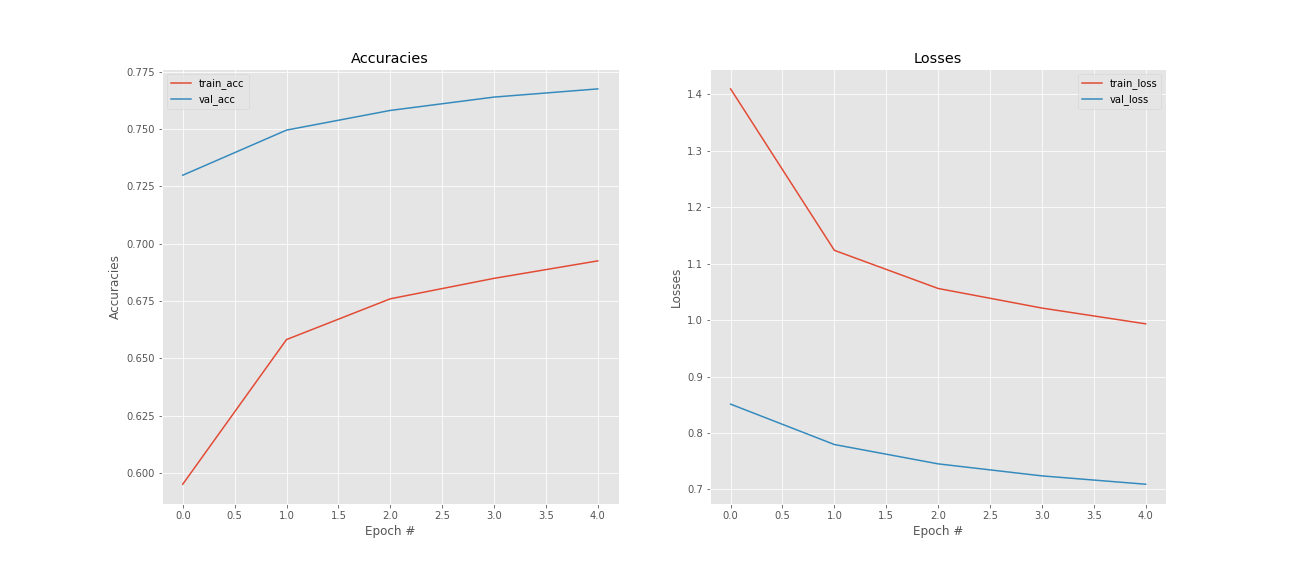 Accuracies
train_acc
val_acc
0.775
0.750
0.725
0.700
0.675
0.650
0.625
0.600
Accuracies
0.0 0.5 1.0 1.5 2.0 2.5 3.0 3.5 4.0
Epoch #
Losses
train_loss
val_loss
1.4
1.3
1.2
1.1
1.0
0.9
0.8
0.7
Losses
0.0 0.5 1.0 1.5 2.0 2.5 3.0 3.5 4.0
Epoch #